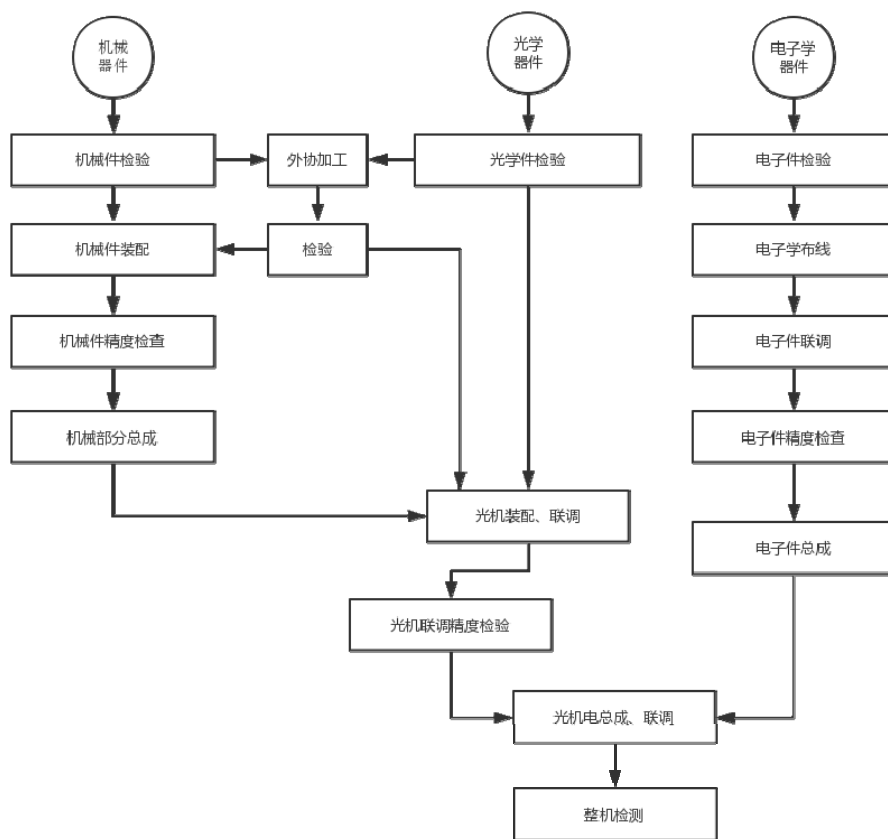 机械
器件
光学
器件
电子学
器件
机械件检验
外协加工
光学件检验
电子件检验
机械件装配
检验
电子学布线
机械件精度检查
电子件联调
机械部分总成
电子件精度检查
光机装配、联调
电子件总成
光机联调精度检验
光机电总成、联调
整机检测